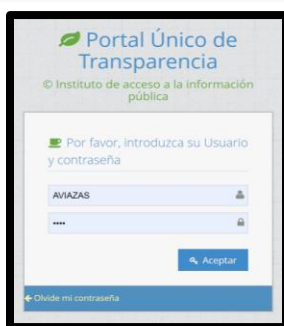 Portal Único de
Transparencia
© Instituto de acceso a la información
pública
Por favor, introduzca su Usuario
y contraseña
AVIAZAS
••••
Aceptar
Olvide mi contraseña